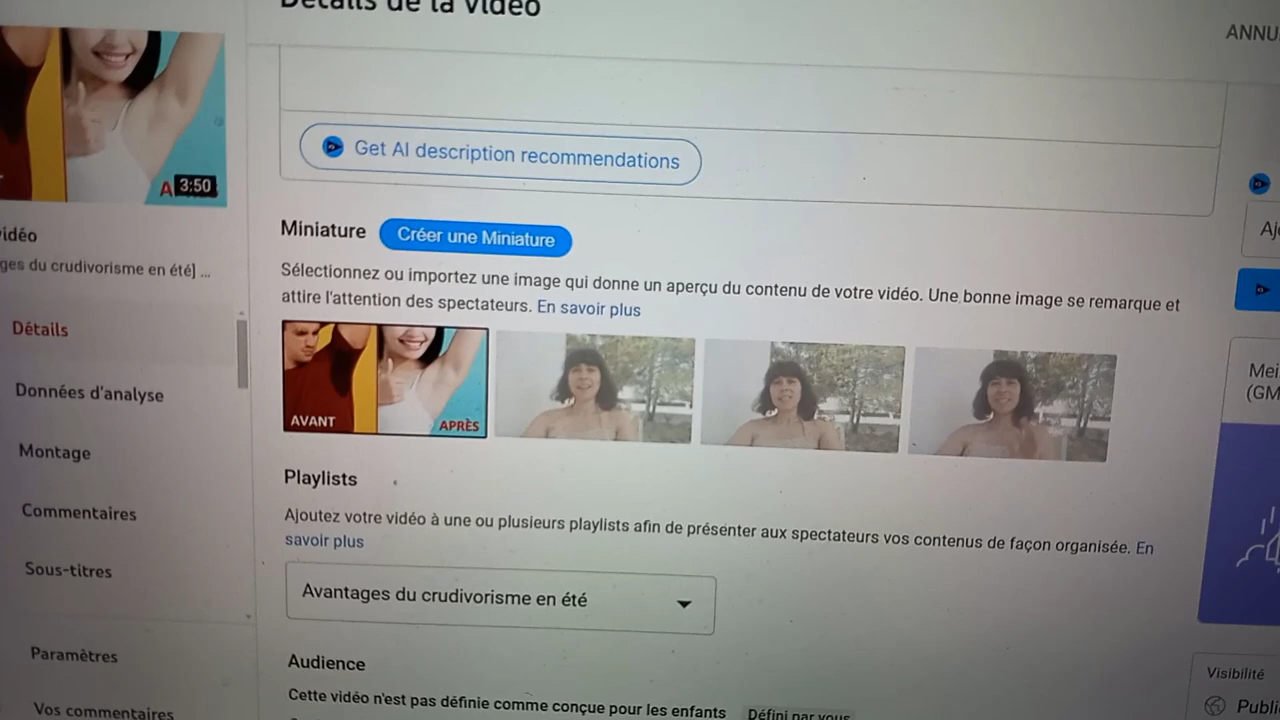 Détails de la vidéo
ANNU
Get AI description recommendations
A 3:50
Miniature Créer une Miniature
Sélectionnez ou importez une image qui donne un aperçu du contenu de votre vidéo. Une bonne image se remarque et
attire l'attention des spectateurs. En savoir plus
AVANT
APRÈS
vidéo
ges du crudivorisme en été] ...
Détails
Données d'analyse
Montage
Commentaires
Sous-titres
Paramètres
Vos commentaires
Playlists
Ajoutez votre vidéo à une ou plusieurs playlists afin de présenter aux spectateurs vos contenus de façon organisée. En
savoir plus
Avantages du crudivorisme en été
Audience
Cette vidéo n'est pas définie comme conçue pour les enfants Défini par vous
Aj
Mei
(GM
Visibilité
Publi